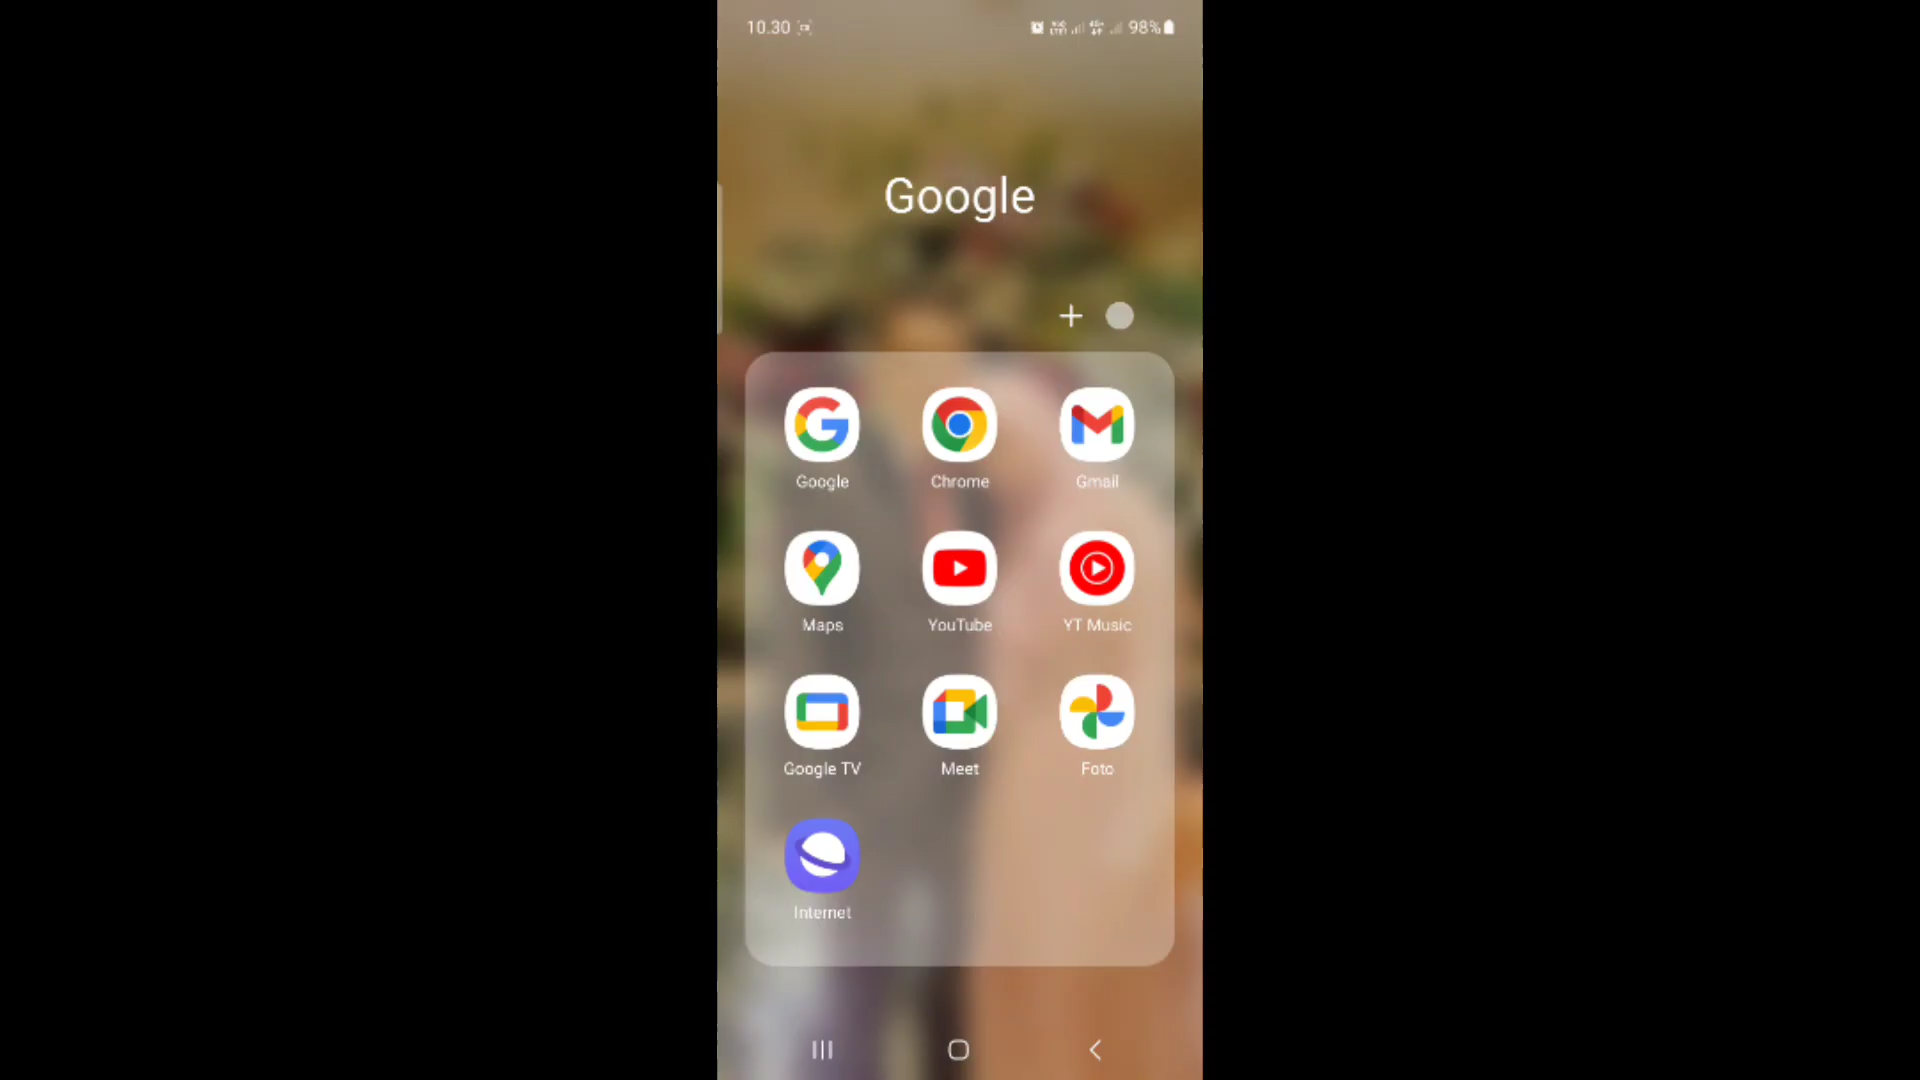 10.30 98%
Google
+
Google Chrome Gmail
Maps YouTube YT Music
Google TV Meet Foto
Internet